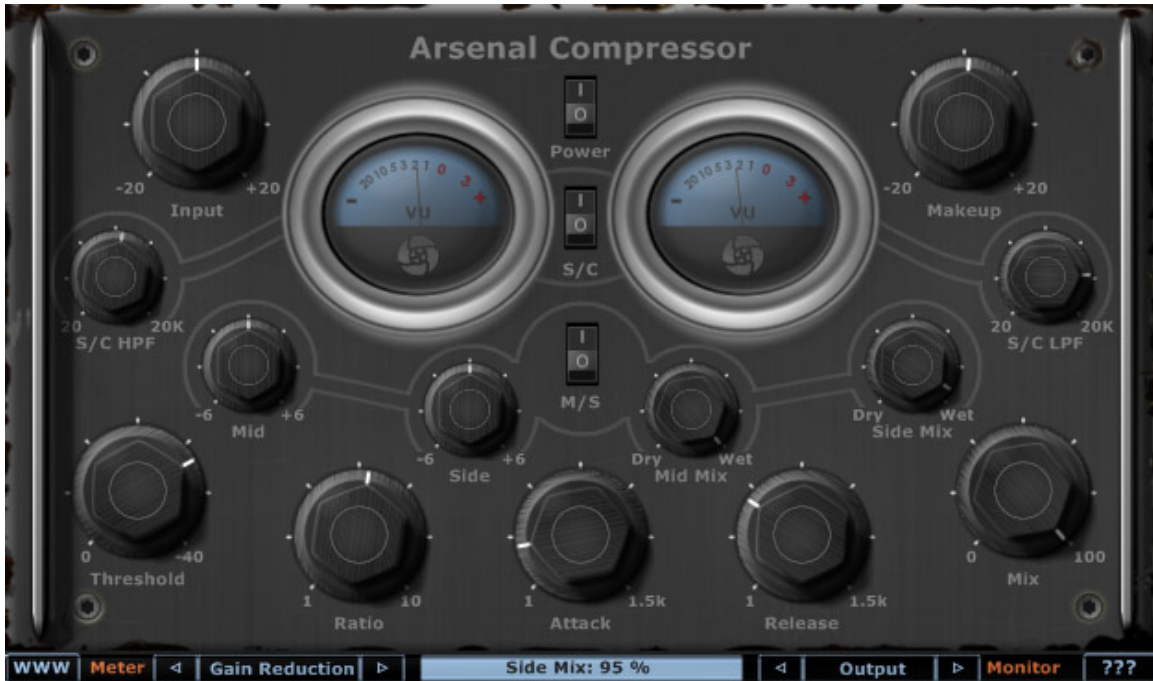 Arsenal Compressor
I
O
Power
-20 +20
Input
-20 +20
Makeup
20 10 5 3 2 1 0 3
- +
VU
20 10 5 3 2 1 0 3
- +
VU
I
O
S/C
20 20K
S/C HPF
20 20K
S/C LPF
-6 +6
Mid
I
O
M/S
Dry Wet
Side Mix
-6 +6
Side
Dry Wet
Mid Mix
0 -40
Threshold
1 10
Ratio
1 1.5k
Attack
1 1.5k
Release
0 100
Mix
WWW Meter Gain Reduction Side Mix: 95 % Output Monitor ???